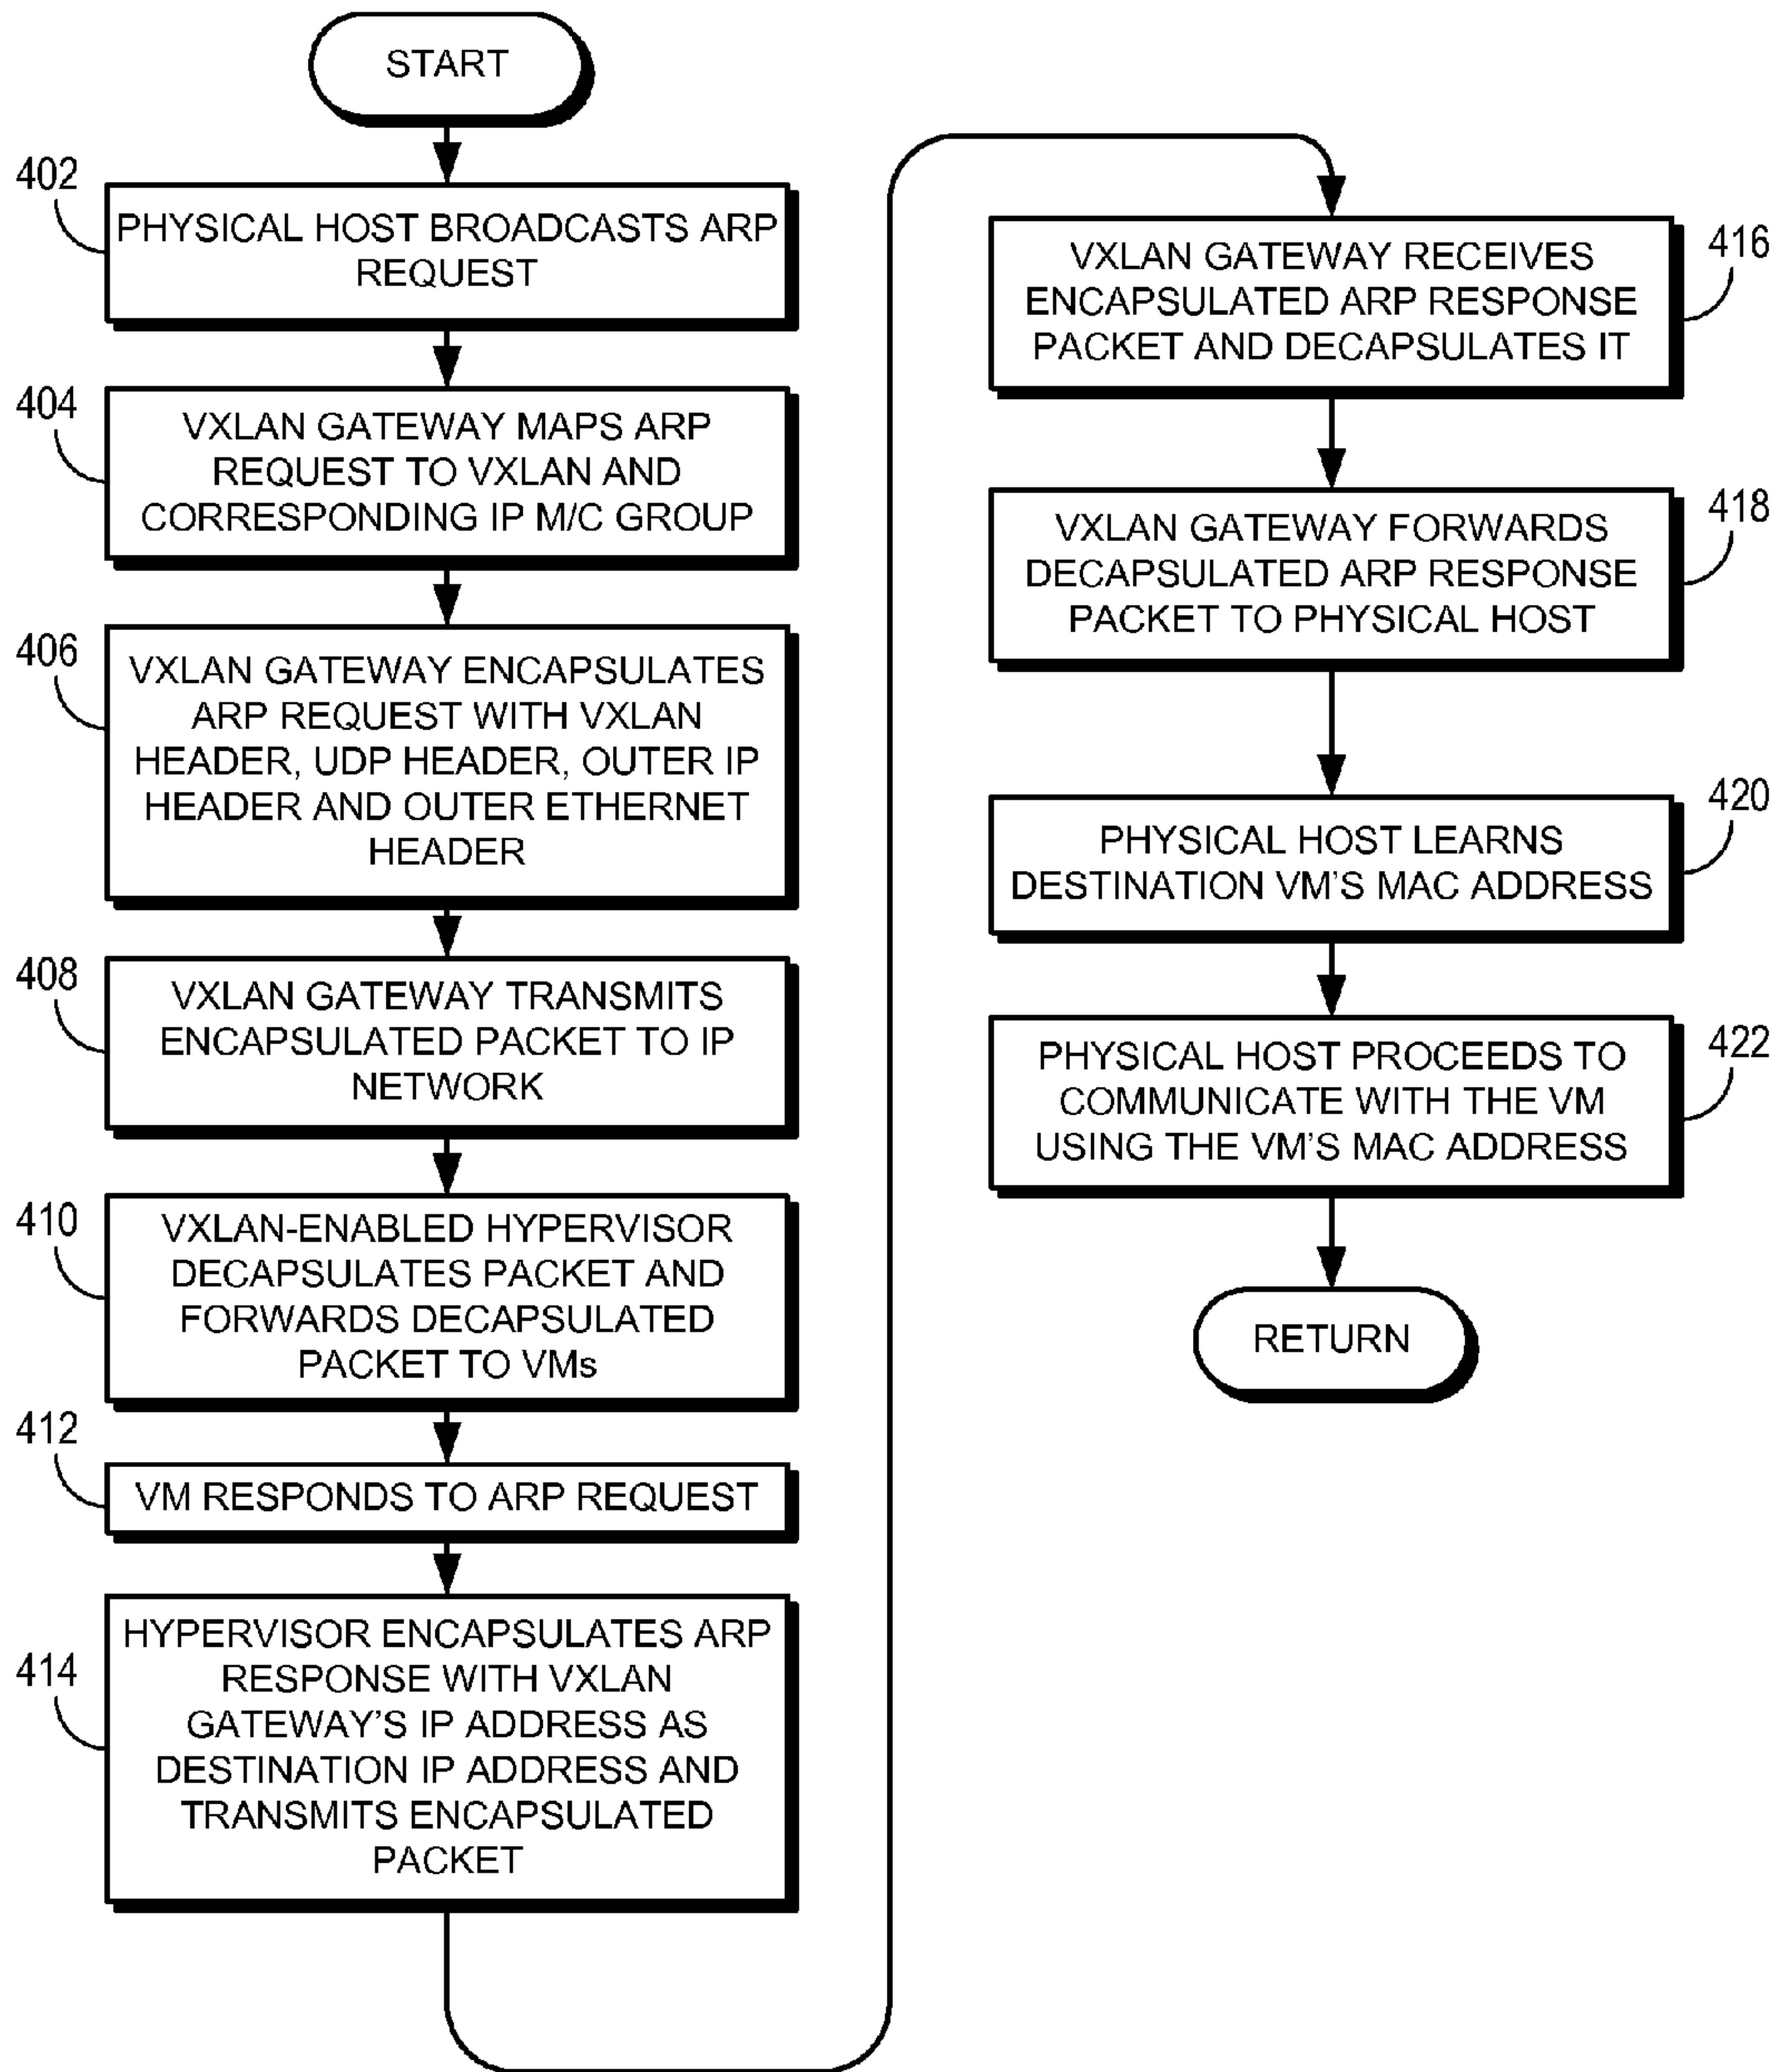 START
402
PHYSICAL HOST BROADCASTS ARP
REQUEST
404
VXLAN GATEWAY MAPS ARP
REQUEST TO VXLAN AND
CORRESPONDING IP M/C GROUP
406
VXLAN GATEWAY ENCAPSULATES
ARP REQUEST WITH VXLAN
HEADER, UDP HEADER, OUTER IP
HEADER AND OUTER ETHERNET
HEADER
408
VXLAN GATEWAY TRANSMITS
ENCAPSULATED PACKET TO IP
NETWORK
410
VXLAN-ENABLED HYPERVISOR
DECAPSULATES PACKET AND
FORWARDS DECAPSULATED
PACKET TO VMs
412
VM RESPONDS TO ARP REQUEST
414
HYPERVISOR ENCAPSULATES ARP
RESPONSE WITH VXLAN
GATEWAY'S IP ADDRESS AS
DESTINATION IP ADDRESS AND
TRANSMITS ENCAPSULATED
PACKET
416
VXLAN GATEWAY RECEIVES
ENCAPSULATED ARP RESPONSE
PACKET AND DECAPSULATES IT
418
VXLAN GATEWAY FORWARDS
DECAPSULATED ARP RESPONSE
PACKET TO PHYSICAL HOST
420
PHYSICAL HOST LEARNS
DESTINATION VM'S MAC ADDRESS
422
PHYSICAL HOST PROCEEDS TO
COMMUNICATE WITH THE VM
USING THE VM'S MAC ADDRESS
RETURN